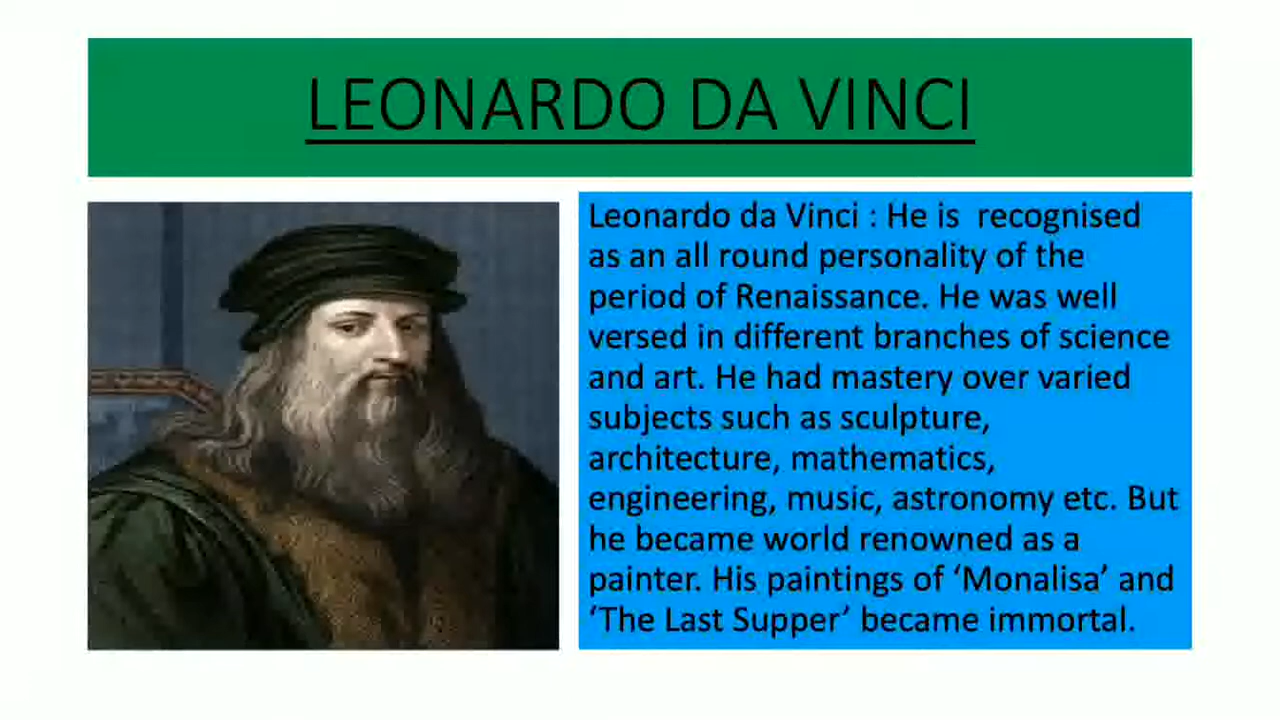 LEONARDO DA VINCI
Leonardo da Vinci : He is  recognised
as an all round personality of the
period of Renaissance. He was well
versed in different branches of science
and art. He had mastery over varied
subjects such as sculpture,
architecture, mathematics,
engineering, music, astronomy etc. But
he became world renowned as a
painter. His paintings of ‘Monalisa’ and
‘The Last Supper’ became immortal.